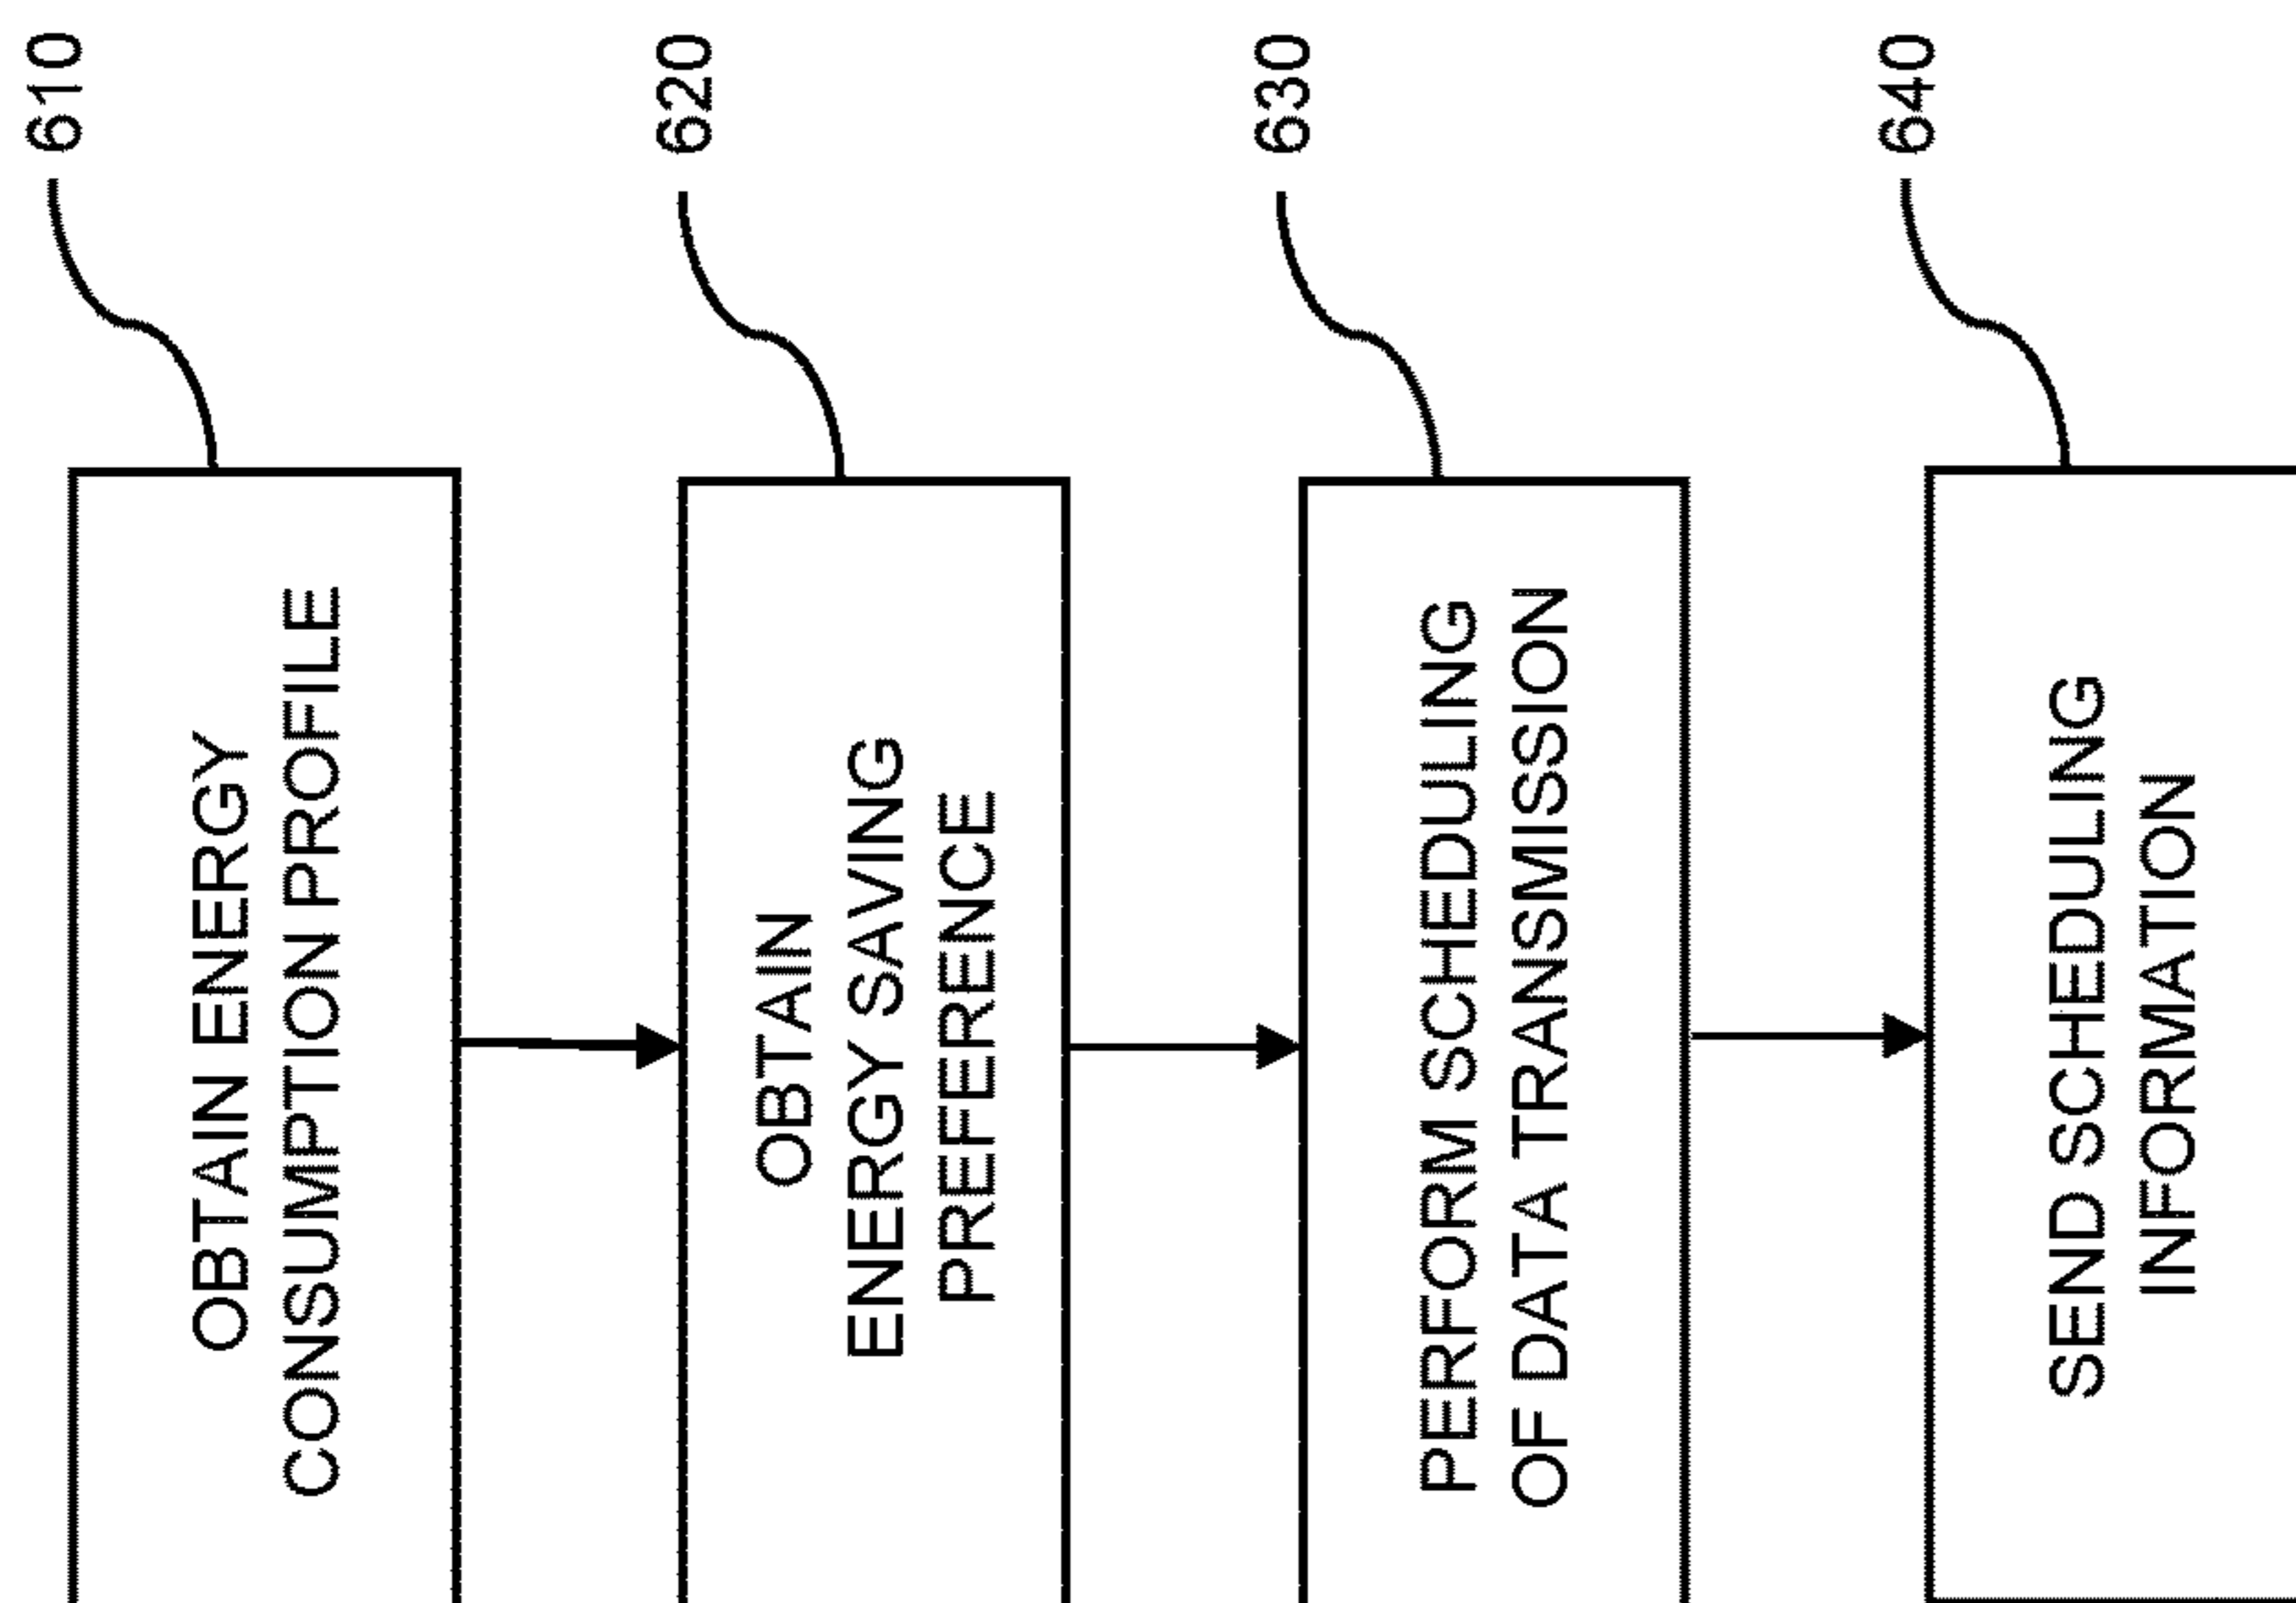 610
OBTAIN ENERGY
CONSUMPTION PROFILE
620
OBTAIN
ENERGY SAVING
PREFERENCE
630
PERFORM SCHEDULING
OF DATA TRANSMISSION
640
SEND SCHEDULING
INFORMATION